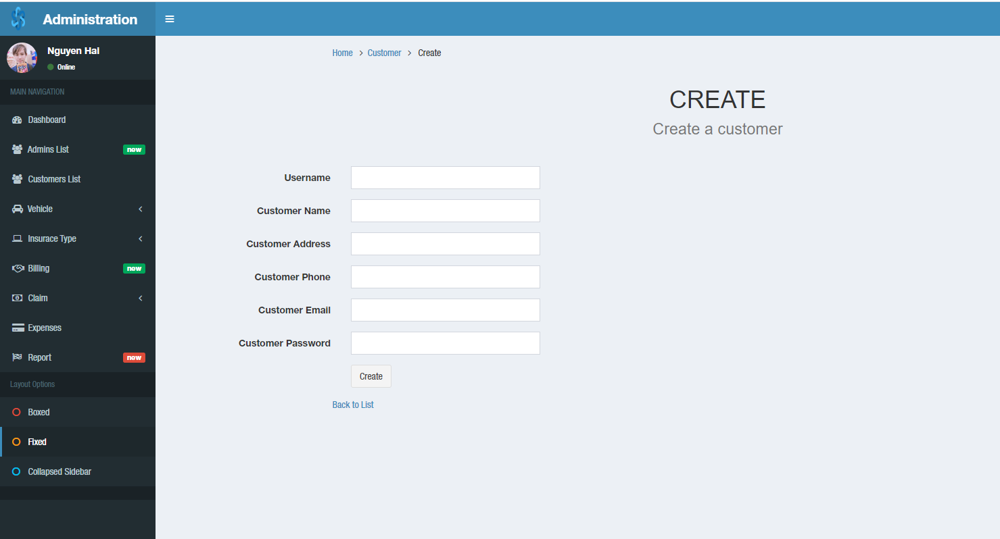 Administration
Nguyen Hai
Online
MAIN NAVIGATION
Dashboard
Admins List new
Customers List
Vehicle
Insurace Type
Billing new
Claim
Expenses
Report new
Layout Options
Boxed
Fixed
Collapsed Sidebar
Home > Customer > Create
CREATE
Create a customer
Username
Customer Name
Customer Address
Customer Phone
Customer Email
Customer Password
Create
Back to List